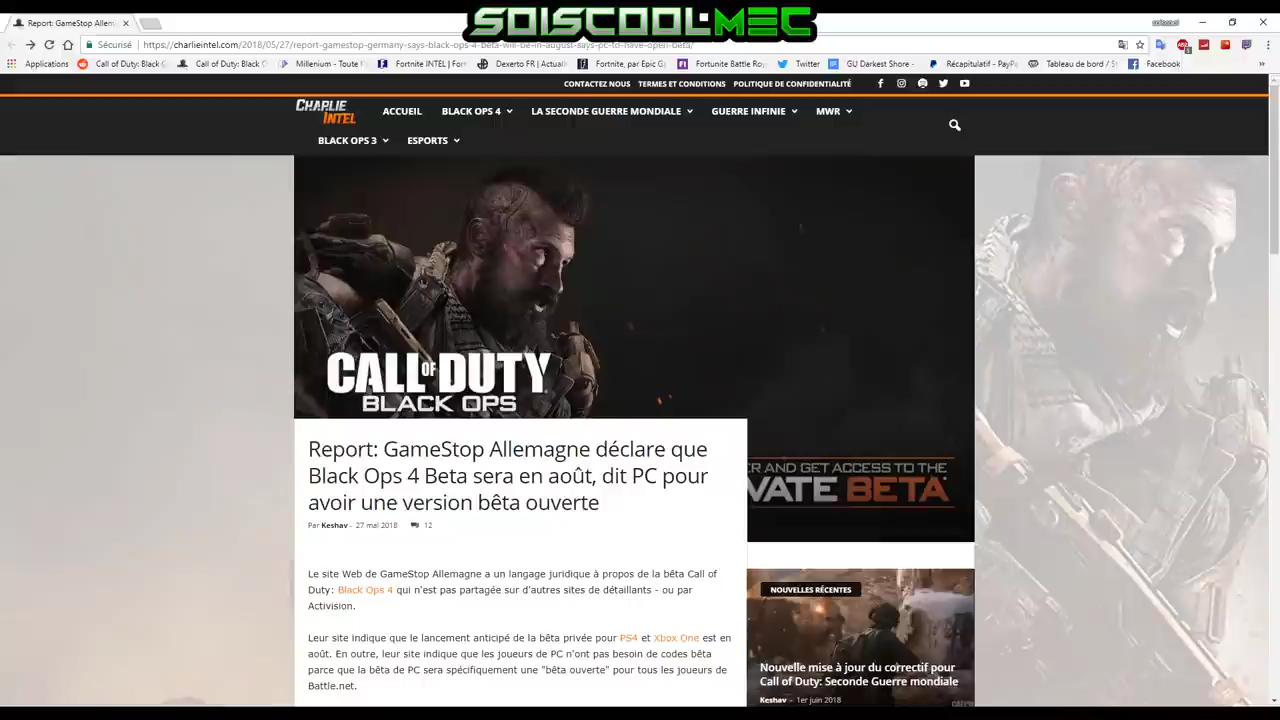 SOISCOOLMEC
Report: GameStop Allem
Sécurisé
https://charlieintel.com/2018/05/27/report-gamestop-germany-says-black-ops-4-beta-will-be-in-august-says-pc-to-have-open-beta/
Applications
Call of Duty: Black G
Call of Duty: Black C
Millenium - Toute
Fortnite INTEL | For
Dexerto FR | Actuali
Fortnite, par Epic G
Fortunite Battle Roy
Twitter
GU Darkest Shore -
Récapitulatif - PayPa
Tableau de bord / St
Facebook
CONTACTEZ NOUS TERMES ET CONDITIONS POLITIQUE DE CONFIDENTIALITÉ
CHARLIE INTEL
ACCUEIL BLACK OPS 4 LA SECONDE GUERRE MONDIALE GUERRE INFINIE MWR
BLACK OPS 3 ESPORTS
CALL OF DUTY
BLACK OPS
ER AND GET ACCESS TO THE
VATE BETA
Report: GameStop Allemagne déclare que
Black Ops 4 Beta sera en août, dit PC pour
avoir une version bêta ouverte
Par Keshav - 27 mai 2018 12
Le site Web de GameStop Allemagne a un langage juridique à propos de la bêta Call of
Duty: Black Ops 4 qui n'est pas partagée sur d'autres sites de détaillants - ou par
Activision.
Leur site indique que le lancement anticipé de la bêta privée pour PS4 et Xbox One est en
août. En outre, leur site indique que les joueurs de PC n'ont pas besoin de codes bêta
parce que la bêta de PC sera spécifiquement une "bêta ouverte" pour tous les joueurs de
Battle.net.
NOUVELLES RÉCENTES
Nouvelle mise à jour du correctif pour
Call of Duty: Seconde Guerre mondiale
Keshav - 1er juin 2018